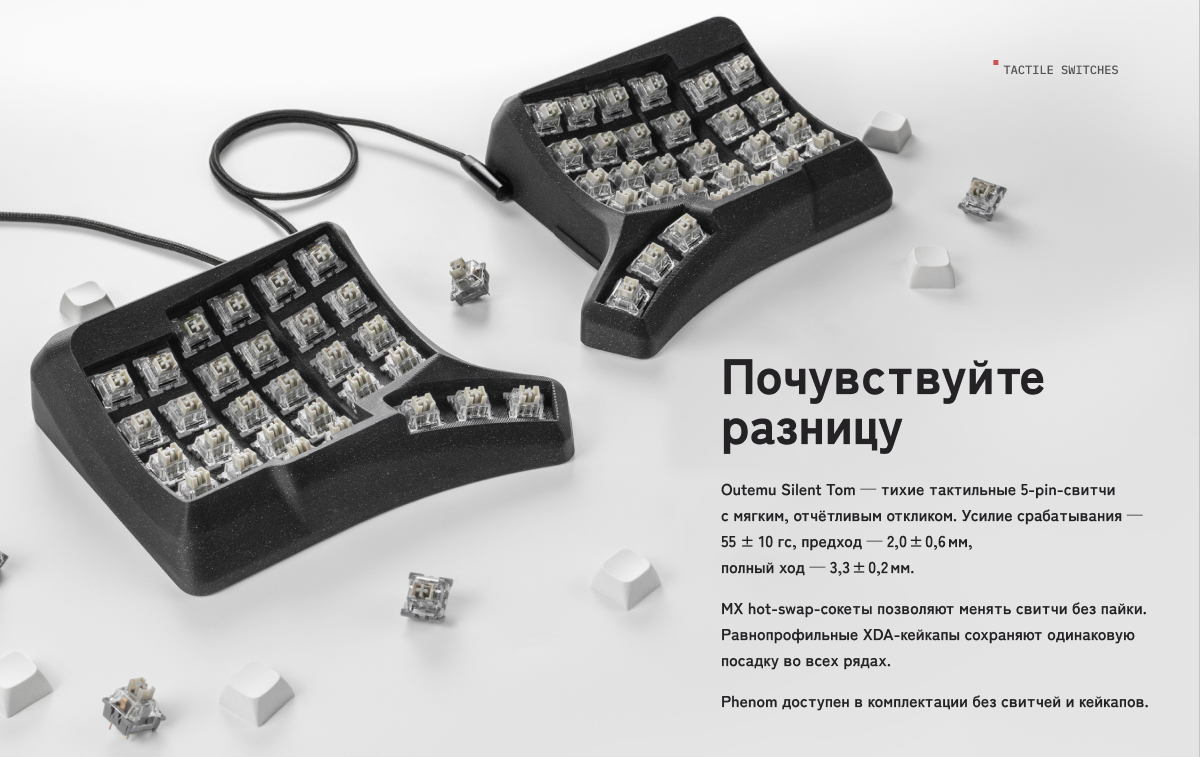 TACTILE SWITCHES
Почувствуйте
разницу
Outemu Silent Tom — тихие тактильные 5-pin-свитчи
с мягким, отчётливым откликом. Усилие срабатывания —
55 ± 10 гс, предход — 2,0 ± 0,6 мм,
полный ход — 3,3 ± 0,2 мм.
MX hot-swap-сокеты позволяют менять свитчи без пайки.
Равнопрофильные XDA-кейкапы сохраняют одинаковую
посадку во всех рядах.
Phenom доступен в комплектации без свитчей и кейкапов.